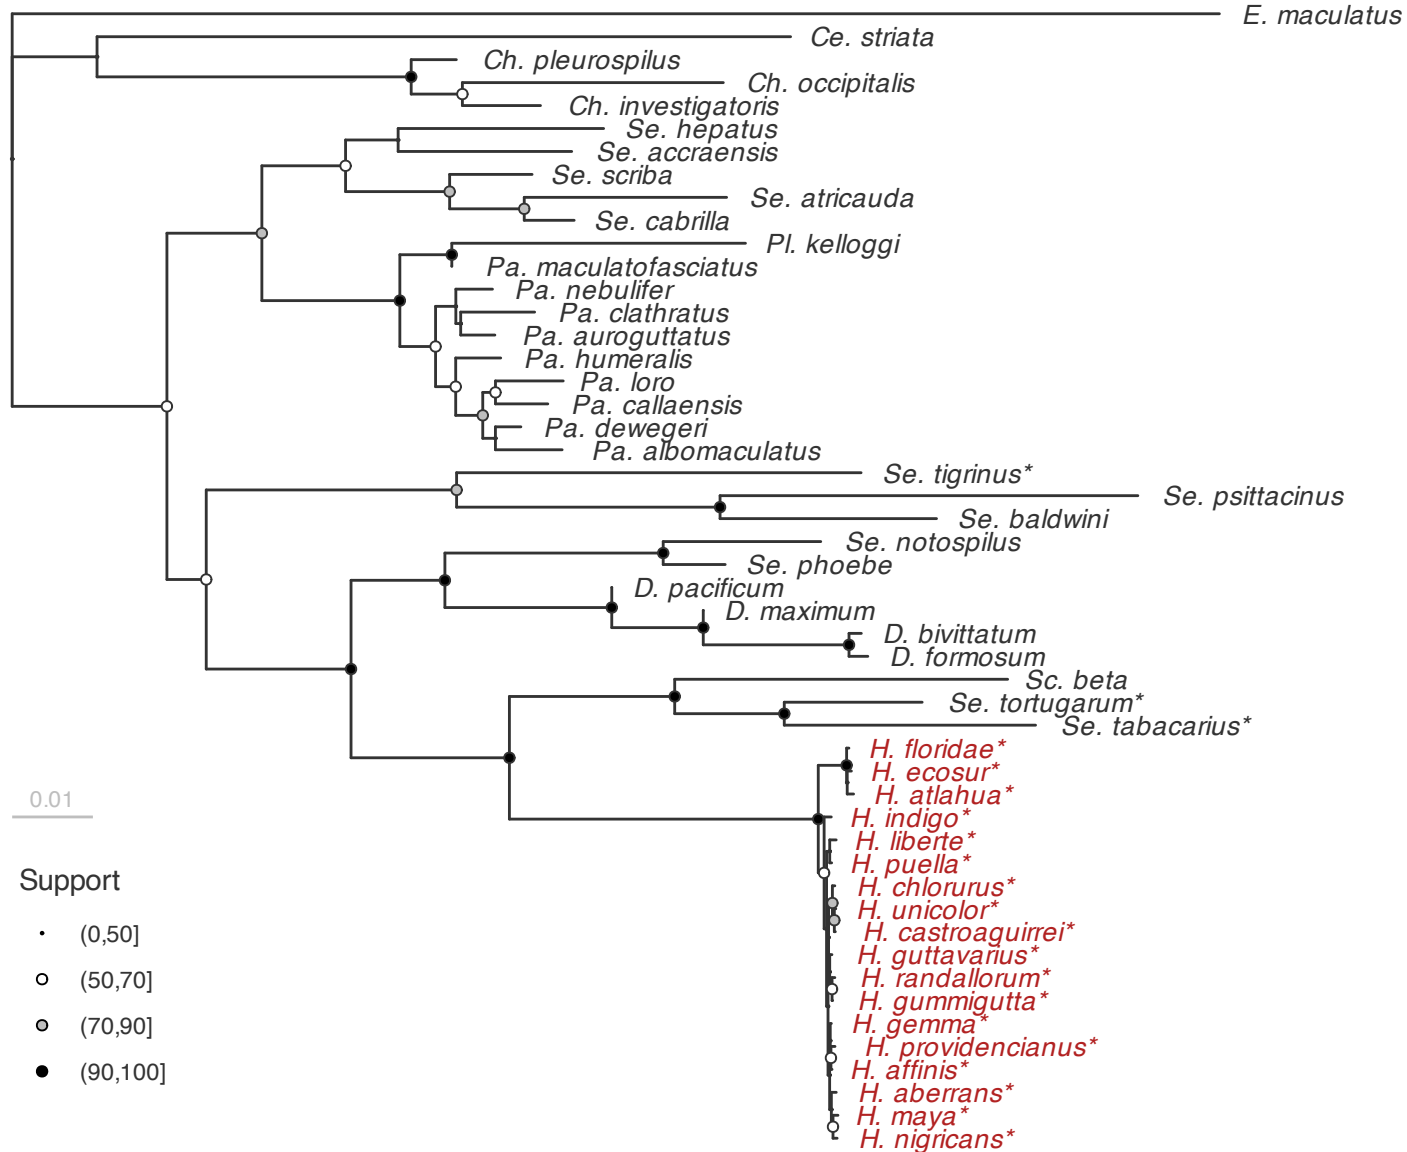 E. maculatus
Ce. striata
Ch. pleurospilus
Ch. occipitalis
Ch. investigatoris
Se. hepatus
Se. accraensis
Se. scriba
Se. atricauda
Se. cabrilla
Pl. kelloggi
Pa. maculatofasciatus
Pa. nebulifer
Pa. clathratus
Pa. auroguttatus
Pa. humeralis
Pa. loro
Pa. callaensis
Pa. dewegeri
Pa. albomaculatus
Se. tigrinus*
Se. psittacinus
Se. baldwini
Se. notospilus
Se. phoebe
D. pacificum
D. maximum
D. bivittatum
D. formosum
Sc. beta
Se. tortugarum*
Se. tabacarius*
H. floridae*
H. ecosur*
H. atlahua*
H. indigo*
H. liberte*
H. puella*
H. chlorurus*
H. unicolor*
H. castroaguirrei*
H. guttavarius*
H. randallorum*
H. gummigutta*
H. gemma*
H. providencianus*
H. affinis*
H. aberrans*
H. maya*
H. nigricans*
0.01
Support
(0,50]
(50,70]
(70,90]
(90,100]